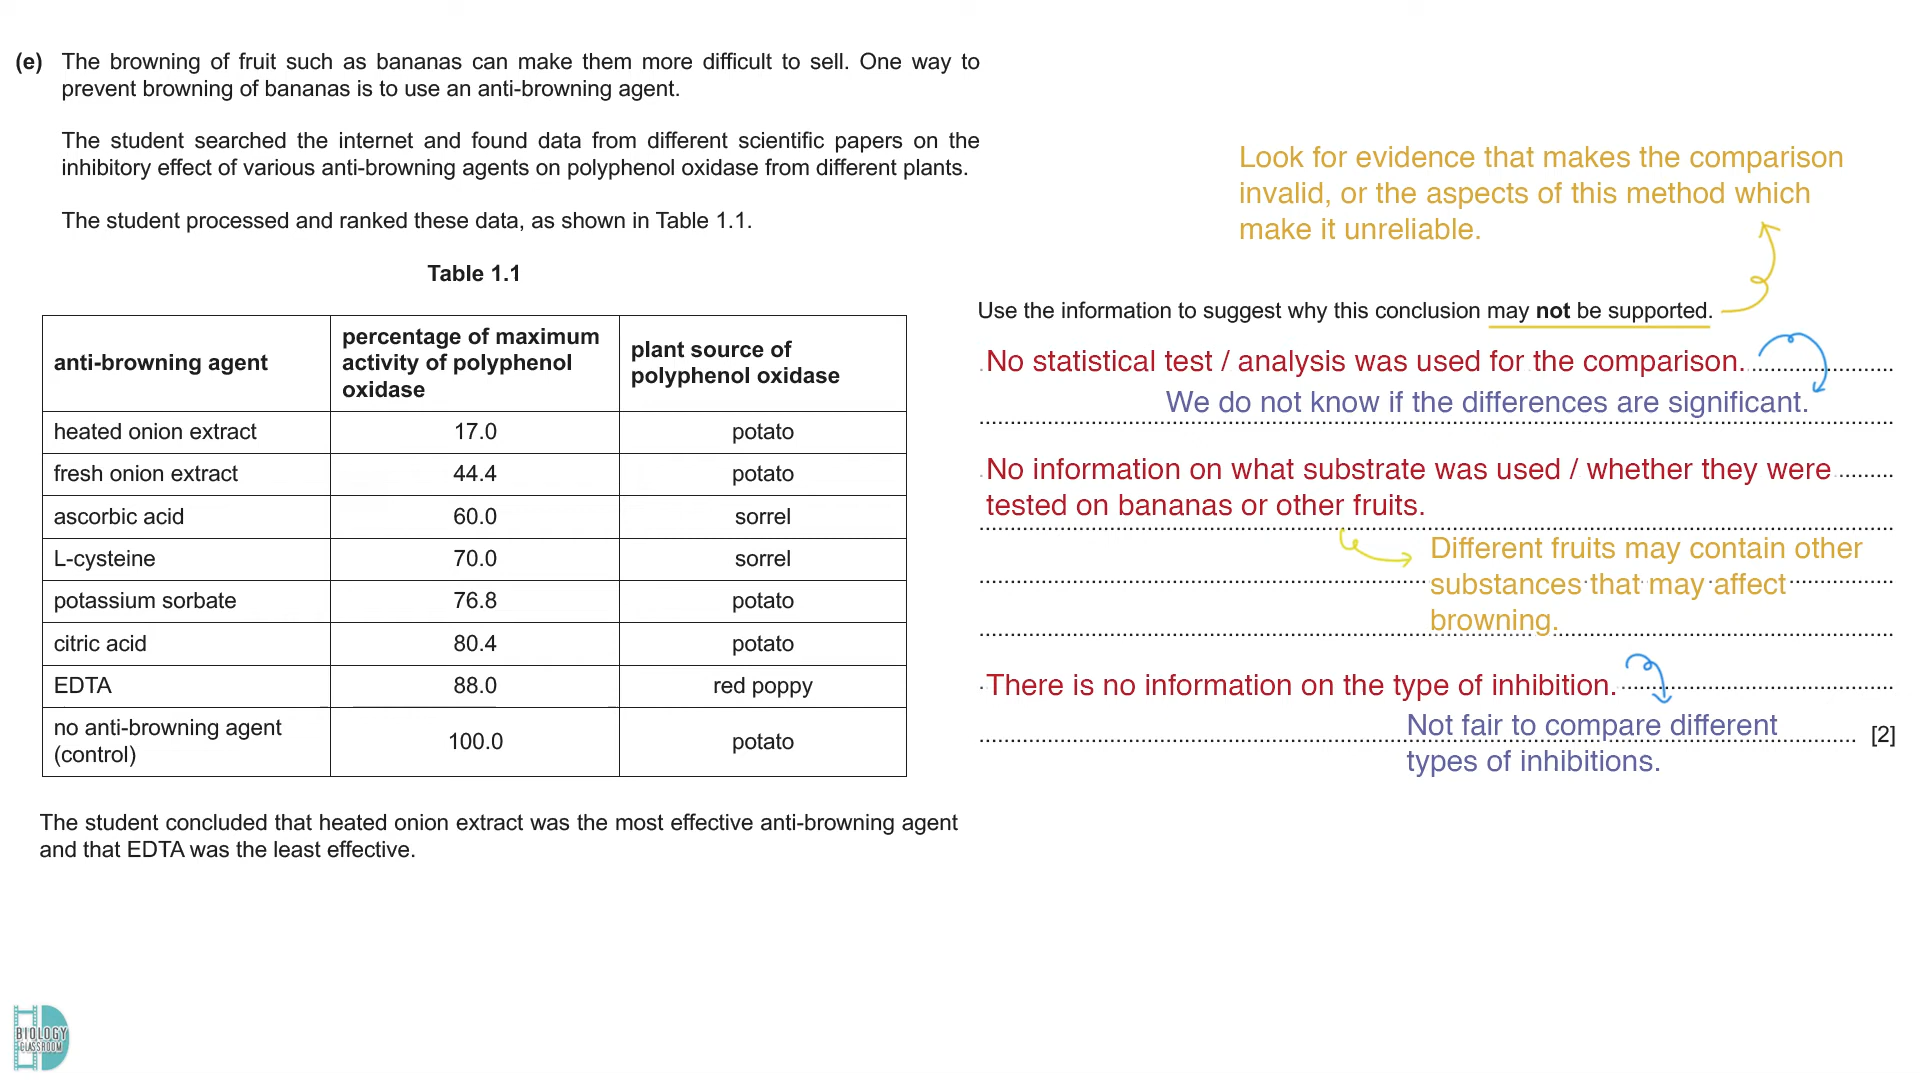 (e) The browning of fruit such as bananas can make them more difficult to sell. One way to
prevent browning of bananas is to use an anti-browning agent.
The student searched the internet and found data from different scientific papers on the
inhibitory effect of various anti-browning agents on polyphenol oxidase from different plants.
The student processed and ranked these data, as shown in Table 1.1.
Table 1.1
anti-browning agent
percentage of maximum
activity of polyphenol
oxidase
plant source of
polyphenol oxidase
heated onion extract 17.0 potato
fresh onion extract 44.4 potato
ascorbic acid 60.0 sorrel
L-cysteine 70.0 sorrel
potassium sorbate 76.8 potato
citric acid 80.4 potato
EDTA 88.0 red poppy
no anti-browning agent
(control) 100.0 potato
The student concluded that heated onion extract was the most effective anti-browning agent
and that EDTA was the least effective.
Look for evidence that makes the comparison
invalid, or the aspects of this method which
make it unreliable.
Use the information to suggest why this conclusion may not be supported.
No statistical test / analysis was used for the comparison.
We do not know if the differences are significant.
No information on what substrate was used / whether they were
tested on bananas or other fruits.
Different fruits may contain other
substances that may affect
browning.
There is no information on the type of inhibition.
Not fair to compare different
types of inhibitions.
[2]
BIOLOGY
CLASSROOM